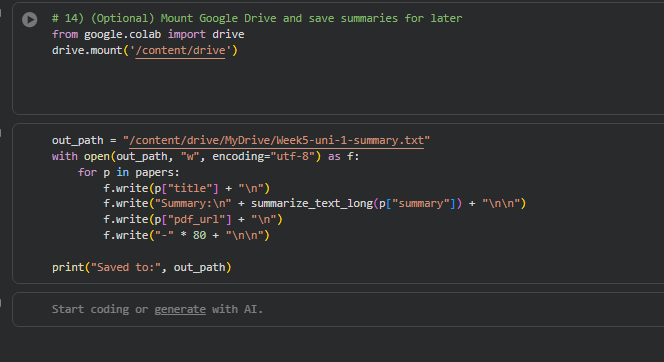 # 14) (Optional) Mount Google Drive and save summaries for later
from google.colab import drive
drive.mount('/content/drive')
out_path = "/content/drive/MyDrive/Week5-uni-1-summary.txt"
with open(out_path, "w", encoding="utf-8") as f:
    for p in papers:
        f.write(p["title"] + "\n")
        f.write("Summary:\n" + summarize_text_long(p["summary"]) + "\n\n")
        f.write(p["pdf_url"] + "\n")
        f.write("-" * 80 + "\n\n")
print("Saved to:", out_path)
Start coding or generate with AI.